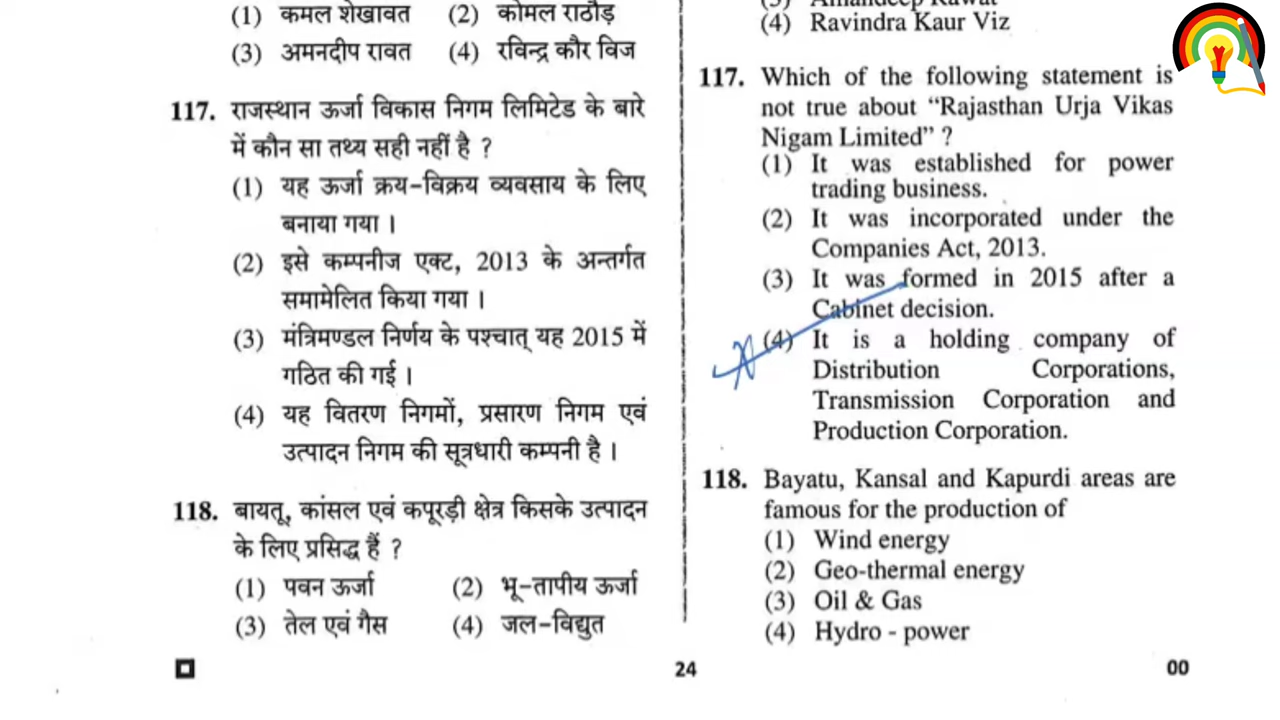 (1) कमल शेखावत (2) कोमल राठौड़
(3) अमनदीप रावत (4) रविन्द्र कौर विज
117. राजस्थान ऊर्जा विकास निगम लिमिटेड के बारे
में कौन सा तथ्य सही नहीं है ?
(1) यह ऊर्जा क्रय-विक्रय व्यवसाय के लिए
बनाया गया ।
(2) इसे कम्पनीज एक्ट, 2013 के अन्तर्गत
समामेलित किया गया ।
(3) मंत्रिमण्डल निर्णय के पश्चात् यह 2015 में
गठित की गई ।
(4) यह वितरण निगमों, प्रसारण निगम एवं
उत्पादन निगम की सूत्रधारी कम्पनी है ।
118. बायतू, कांसल एवं कपूरड़ी क्षेत्र किसके उत्पादन
के लिए प्रसिद्ध हैं ?
(1) पवन ऊर्जा (2) भू-तापीय ऊर्जा
(3) तेल एवं गैस (4) जल-विद्युत
(3) Amandeep Rawat
(4) Ravindra Kaur Viz
117. Which of the following statement is
not true about “Rajasthan Urja Vikas
Nigam Limited” ?
(1) It was established for power
trading business.
(2) It was incorporated under the
Companies Act, 2013.
(3) It was formed in 2015 after a
Cabinet decision.
(4) It is a holding company of
Distribution Corporations,
Transmission Corporation and
Production Corporation.
118. Bayatu, Kansal and Kapurdi areas are
famous for the production of
(1) Wind energy
(2) Geo-thermal energy
(3) Oil & Gas
(4) Hydro - power
24
00